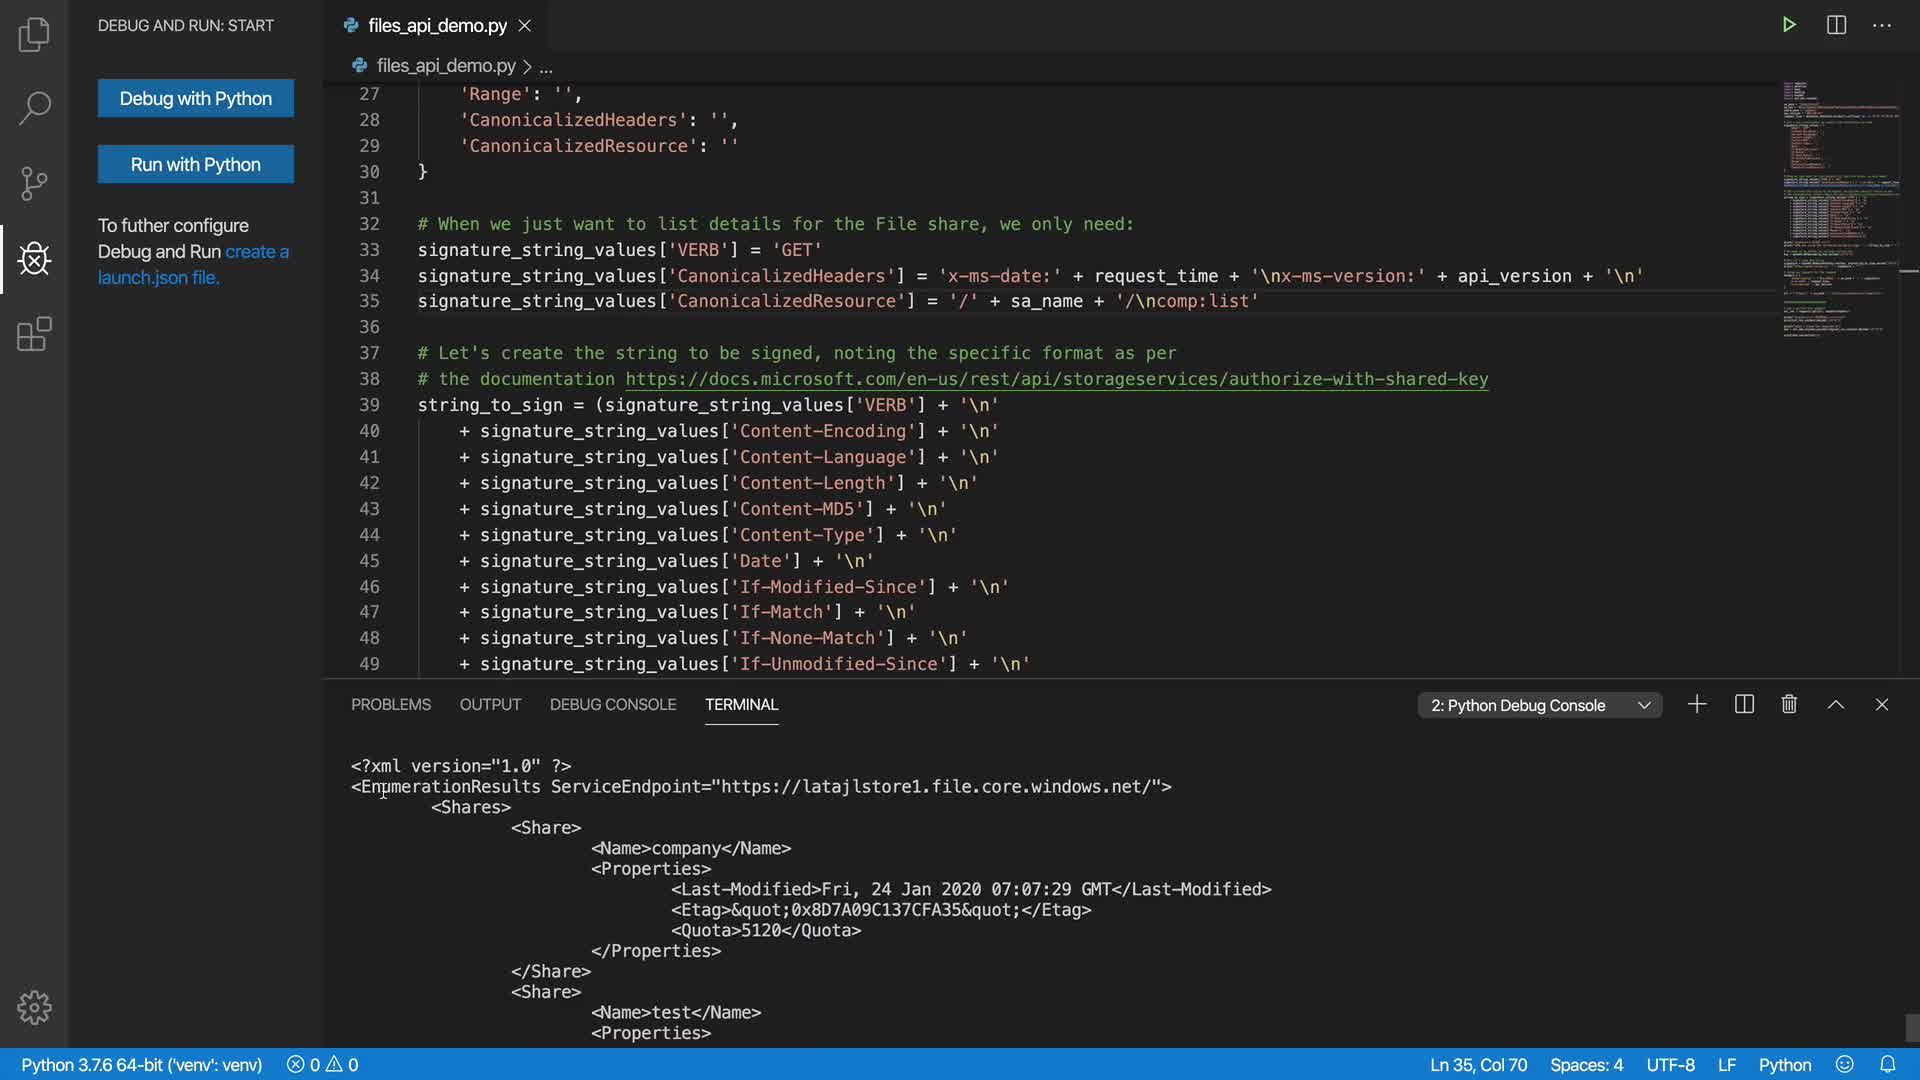 DEBUG AND RUN: START
Debug with Python
Run with Python
To futher configure
Debug and Run create a
launch.json file.
files_api_demo.py
files_api_demo.py > ...
27 'Range': '',
28 'CanonicalizedHeaders': '',
29 'CanonicalizedResource': ''
30 }
31
32 # When we just want to list details for the File share, we only need:
33 signature_string_values['VERB'] = 'GET'
34 signature_string_values['CanonicalizedHeaders'] = 'x-ms-date:' + request_time + '\nx-ms-version:' + api_version + '\n'
35 signature_string_values['CanonicalizedResource'] = '/' + sa_name + '/\ncomp:list'
36
37 # Let's create the string to be signed, noting the specific format as per
38 # the documentation https://docs.microsoft.com/en-us/rest/api/storageservices/authorize-with-shared-key
39 string_to_sign = (signature_string_values['VERB'] + '\n'
40 + signature_string_values['Content-Encoding'] + '\n'
41 + signature_string_values['Content-Language'] + '\n'
42 + signature_string_values['Content-Length'] + '\n'
43 + signature_string_values['Content-MD5'] + '\n'
44 + signature_string_values['Content-Type'] + '\n'
45 + signature_string_values['Date'] + '\n'
46 + signature_string_values['If-Modified-Since'] + '\n'
47 + signature_string_values['If-Match'] + '\n'
48 + signature_string_values['If-None-Match'] + '\n'
49 + signature_string_values['If-Unmodified-Since'] + '\n'
PROBLEMS OUTPUT DEBUG CONSOLE TERMINAL 2: Python Debug Console
<?xml version="1.0" ?>
<EnumerationResults ServiceEndpoint="https://latajlstore1.file.core.windows.net/">
<Shares>
<Share>
<Name>company</Name>
<Properties>
<Last-Modified>Fri, 24 Jan 2020 07:07:29 GMT</Last-Modified>
<Etag>&quot;0x8D7A09C137CFA35&quot;</Etag>
<Quota>5120</Quota>
</Properties>
</Share>
<Share>
<Name>test</Name>
<Properties>
Python 3.7.6 64-bit ('venv': venv) 0 0 Ln 35, Col 70 Spaces: 4 UTF-8 LF Python